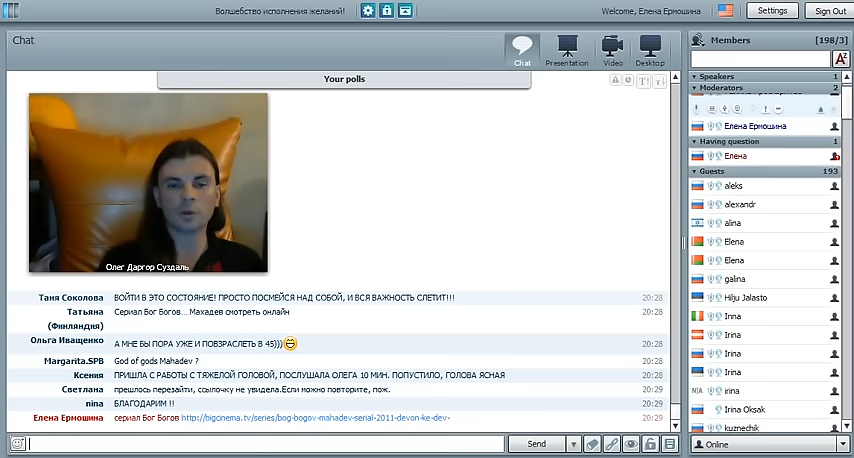 Волшебство исполнения желаний!
Welcome, Елена Ермошина
Settings
Sign Out
Chat
Chat
Presentation
Video
Desktop
Your polls
Олег Даргор Суздаль
Таня Соколова ВОЙТИ В ЭТО СОСТОЯНИЕ! ПРОСТО ПОСМЕЙСЯ НАД СОБОЙ, И ВСЯ ВАЖНОСТЬ СЛЕТИТ!!! 20:28
Татьяна Сериал Бог Богов... Махадев смотреть онлайн 20:28
(Финляндия)
Ольга Иващенко А МНЕ БЫ ПОРА УЖЕ И ПОВЗРАСЛЕТЬ В 45))) 20:28
Margarita.SPB God of gods Mahadev ? 20:28
Ксения ПРИШЛА С РАБОТЫ С ТЯЖЕЛОЙ ГОЛОВОЙ, ПОСЛУШАЛА ОЛЕГА 10 МИН. ПОПУСТИЛО, ГОЛОВА ЯСНАЯ 20:28
Светлана прешлось перезайти, ссылочку не увидела.Если можно повторите, пож. 20:29
nina БЛАГОДАРИМ !! 20:29
Елена Ермошина сериал Бог Богов http://bigcinema.tv/series/bog-bogov-mahadev-serial-2011-devon-ke-dev- 20:29
Send
Members [198/3]
Speakers 1
Moderators 2
Елена Ермошина
Having question 1
Елена
Guests 193
aleks
alexandr
alina
Elena
Elena
galina
Hilju Jalasto
Inna
Irina
Irina
Irina
N/A irina
Irina Oksak
kuznechik
Online